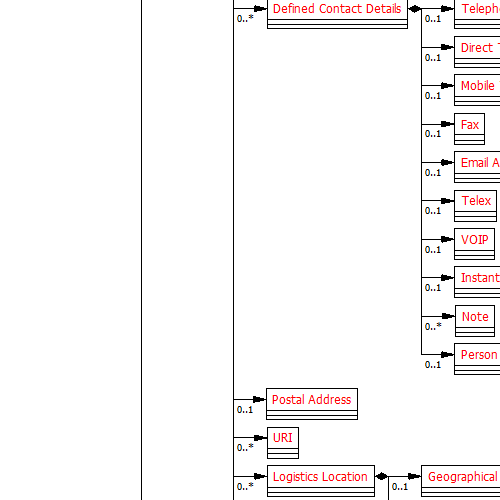 Defined Contact Details
0..*
0..1
Direct
0..1
Mobile
0..1
Fax
0..1
Email
0..1
Telex
0..1
VOIP
0..1
Instant
0..1
Note
0..*
Person
0..1
Postal Address
0..1
URI
0..*
Logistics Location
0..*
Geographical
0..1